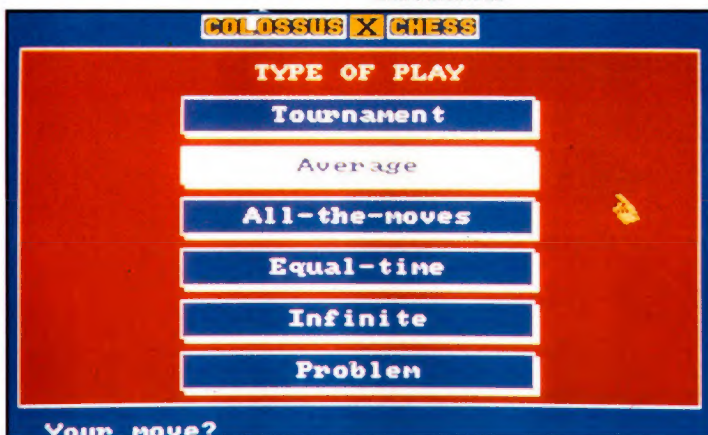 COLOSSUS X CHESS
TYPE OF PLAY
Tournament
Average
All-the-moves
Equal-time
Infinite
Problem
Your move?